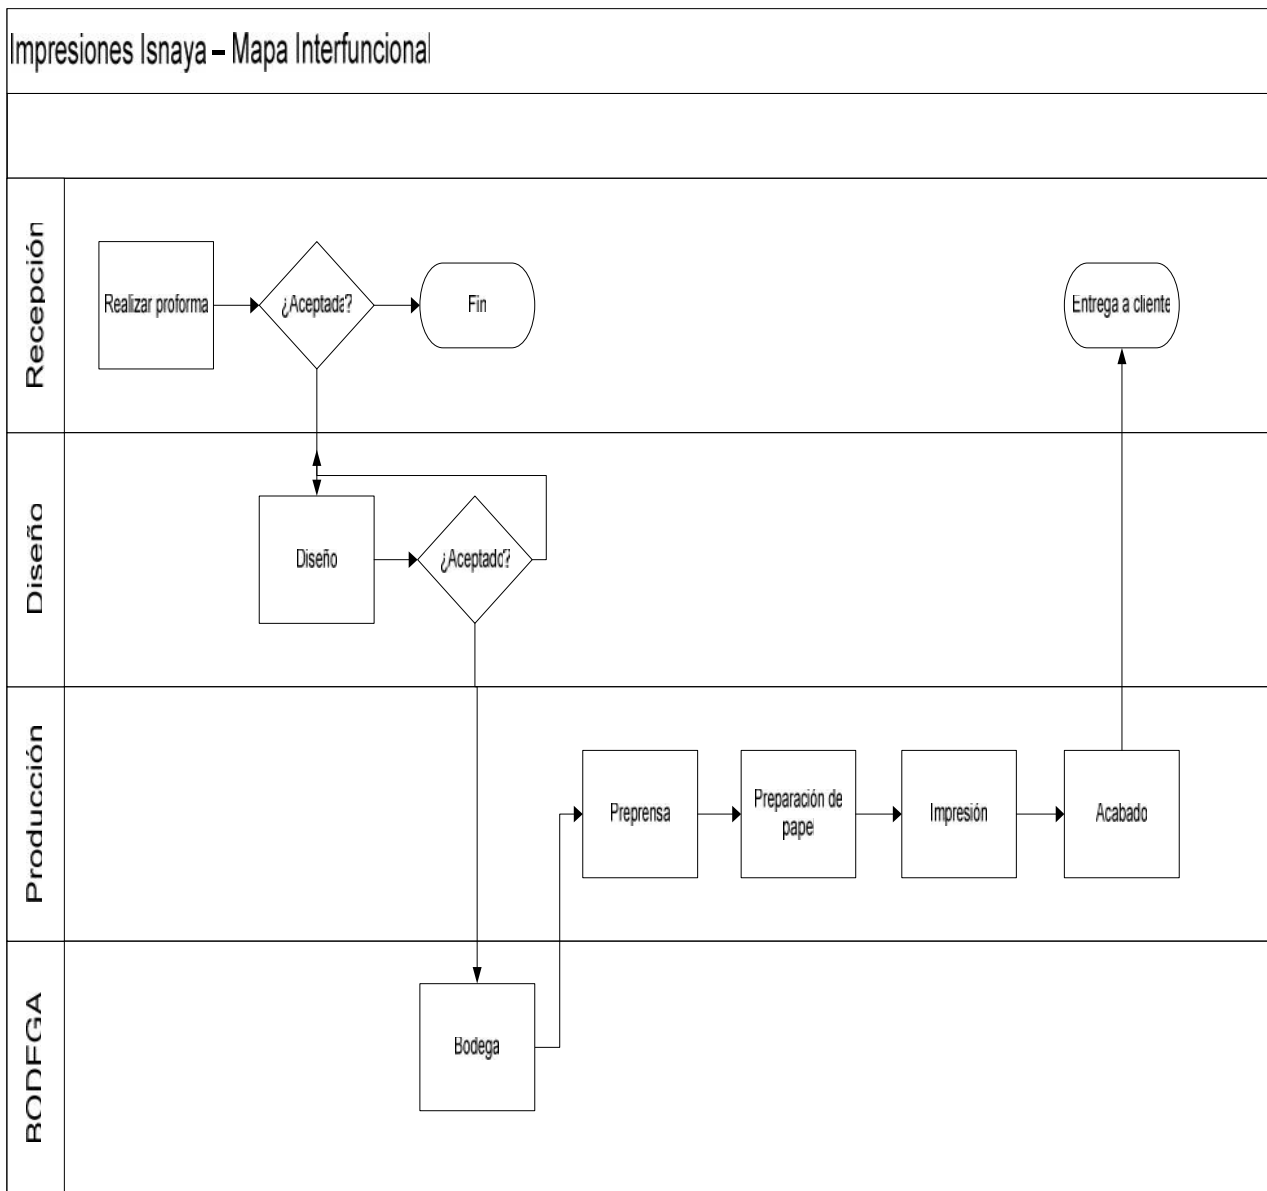 Impresiones Isnaya – Mapa Interfuncional
Recepción
Realizar proforma
¿Aceptada?
Fin
Entrega a cliente
Diseño
Diseño
¿Aceptado?
Producción
Preprensa
Preparación de
papel
Impresión
Acabado
BODEGA
Bodega